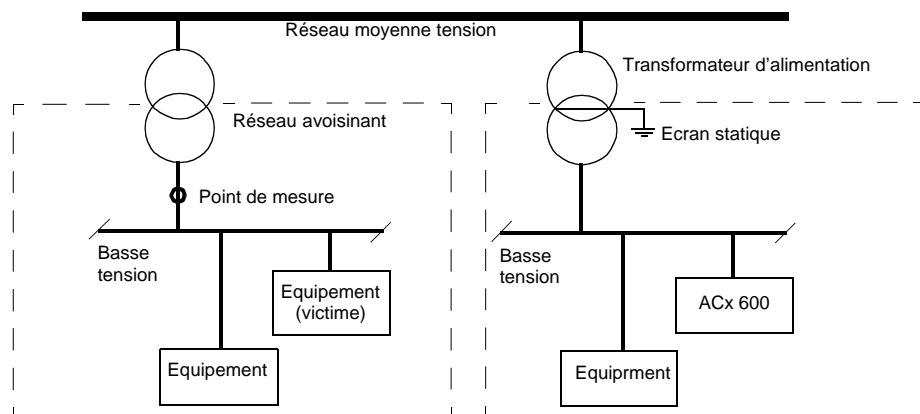 Réseau moyenne tension
Transformateur d'alimentation
Réseau avoisinant
Ecran statique
Point de mesure
Basse
tension
Equipement
(victime)
Equipement
Basse
tension
ACx 600
Equiprment